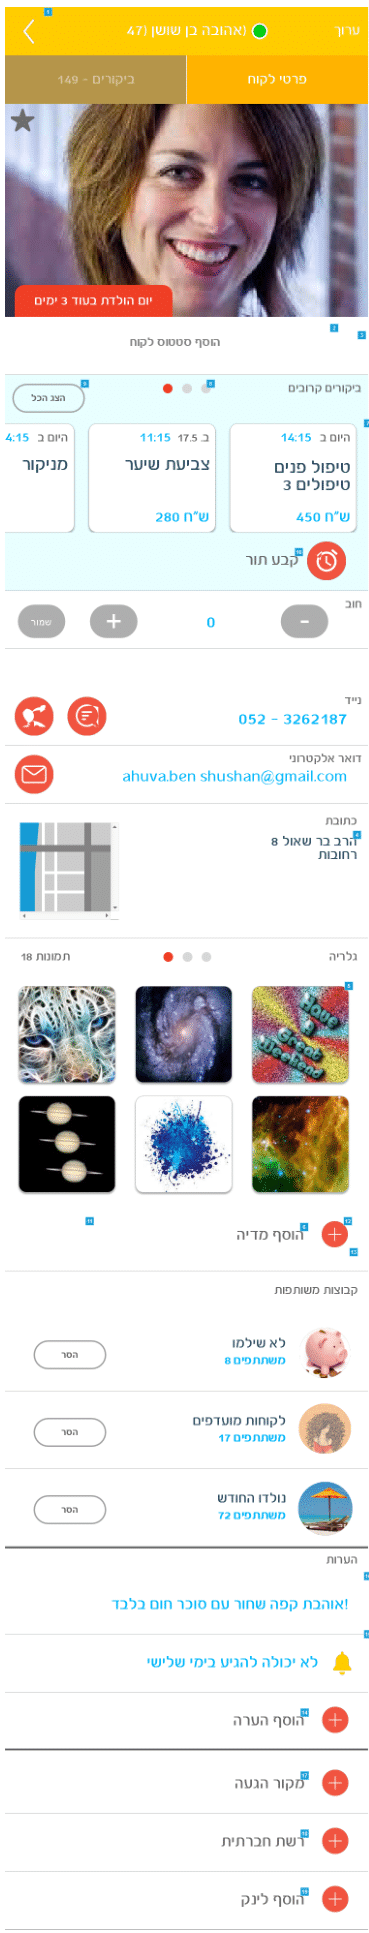 ערוך
(אהובה בן שושן (47
פרטי לקוח
ביקורים - 149
יום הולדת בעוד 3 ימים
הוסף סטטוס לקוח
ביקורים קרובים
הצג הכל
היום ב 14:15
טיפול פנים
3 טיפולים
450 ש"ח
ב. 17.5 11:15
צביעת שיער
280 ש"ח
היום ב 4:15
מניקור
קבע תור
חוב
-
0
+
שמור
נייד
052 - 3262187
דואר אלקטרוני
ahuva.ben shushan@gmail.com
כתובת
הרב בר שאול 8
רחובות
גלריה
18 תמונות
Have
a
Great
Weekend
הוסף מדיה
קבוצות משותפות
לא שילמו
8 משתתפים
הסר
לקוחות מועדפים
17 משתתפים
הסר
נולדו החודש
72 משתתפים
הסר
הערות
!אוהבת קפה שחור עם סוכר חום בלבד
לא יכולה להגיע בימי שלישי
הוסף הערה
מקור הגעה
רשת חברתית
הוסף לינק